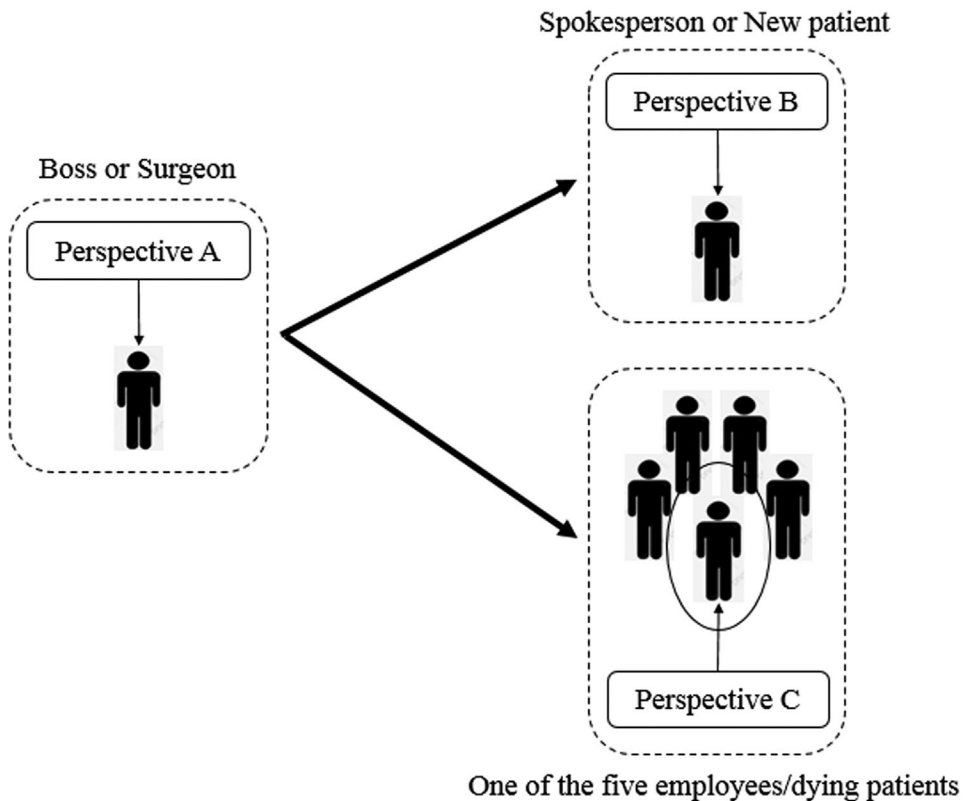 Spokesperson or New patient
Perspective B
Boss or Surgeon
Perspective A
Perspective C
One of the five employees/dying patients